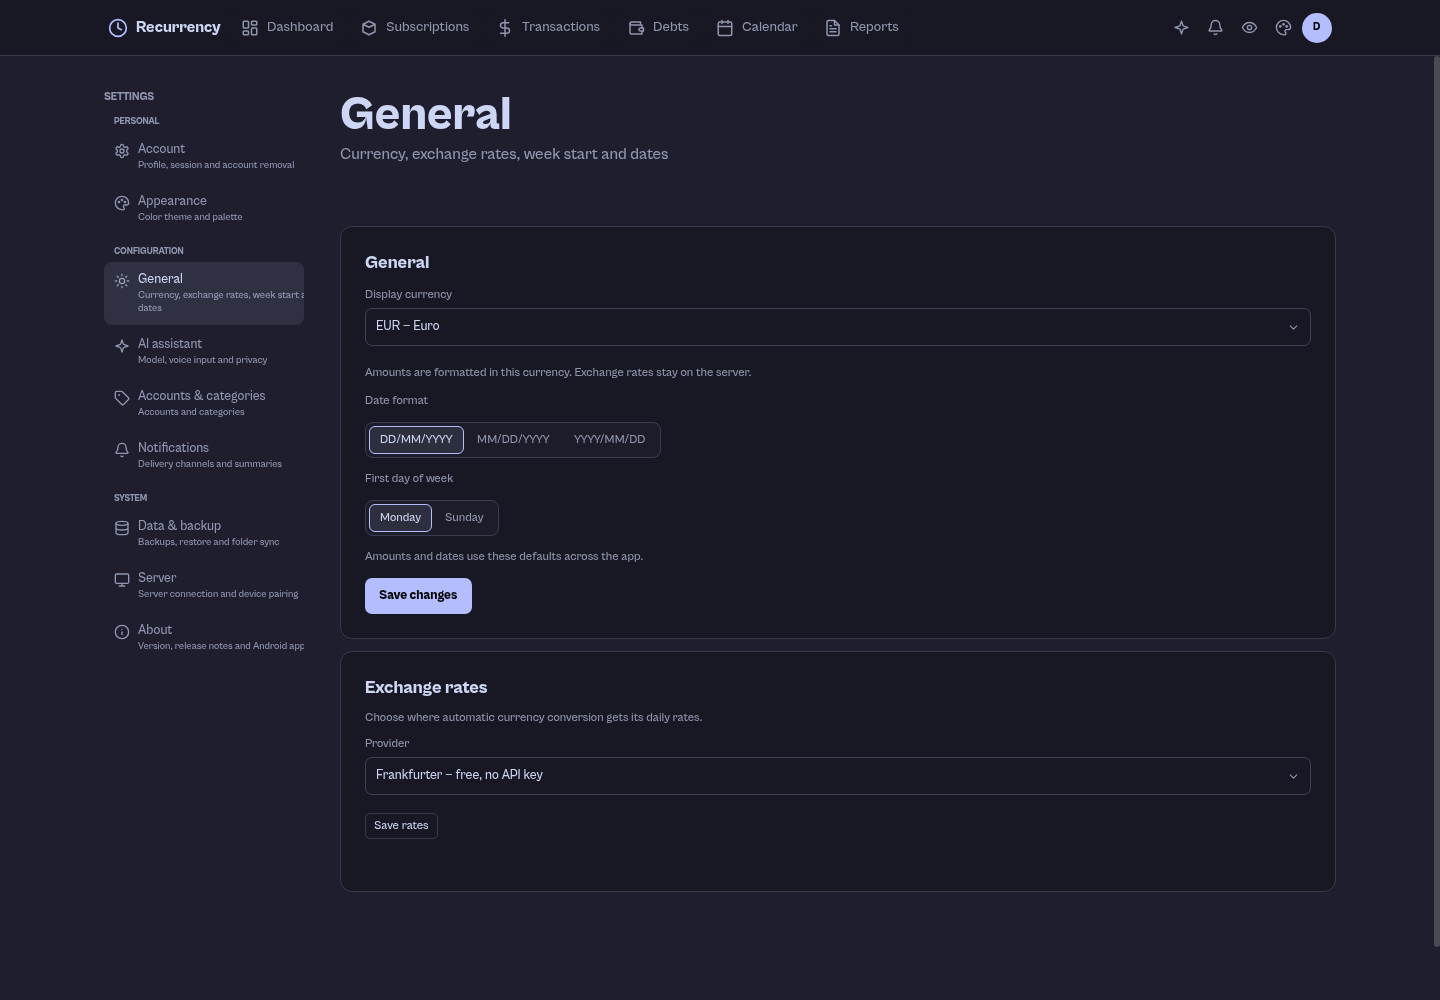 Recurrency
Dashboard
Subscriptions
Transactions
Debts
Calendar
Reports
D
SETTINGS
PERSONAL
Account
Profile, session and account removal
Appearance
Color theme and palette
CONFIGURATION
General
Currency, exchange rates, week start
dates
AI assistant
Model, voice input and privacy
Accounts & categories
Accounts and categories
Notifications
Delivery channels and summaries
SYSTEM
Data & backup
Backups, restore and folder sync
Server
Server connection and device pairing
About
Version, release notes and Android app
General
Currency, exchange rates, week start and dates
General
Display currency
EUR – Euro
Amounts are formatted in this currency. Exchange rates stay on the server.
Date format
DD/MM/YYYY MM/DD/YYYY YYYY/MM/DD
First day of week
Monday Sunday
Amounts and dates use these defaults across the app.
Save changes
Exchange rates
Choose where automatic currency conversion gets its daily rates.
Provider
Frankfurter – free, no API key
Save rates